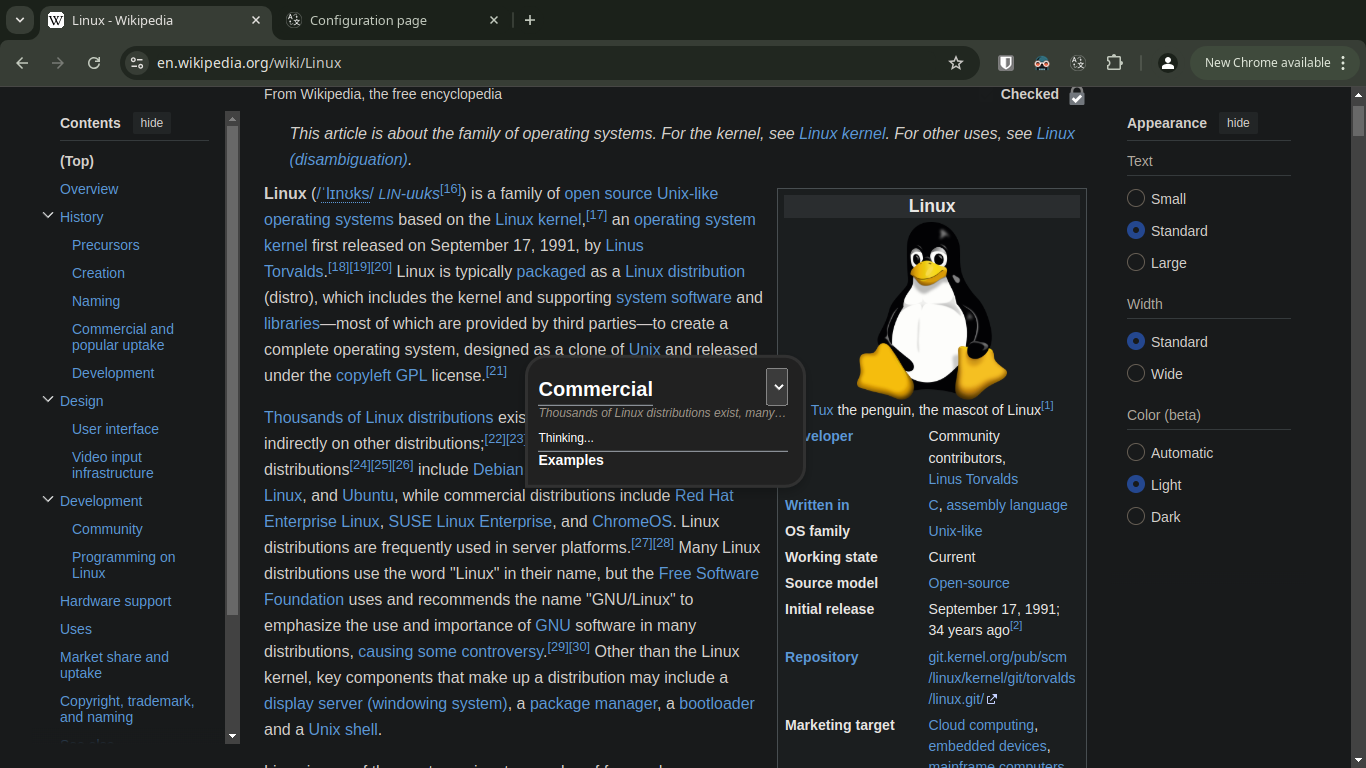 Linux - Wikipedia
Configuration page
en.wikipedia.org/wiki/Linux
New Chrome available
Contents
hide
(Top)
Overview
History
Precursors
Creation
Naming
Commercial and
popular uptake
Development
Design
User interface
Video input
infrastructure
Development
Community
Programming on
Linux
Hardware support
Uses
Market share and
uptake
Copyright, trademark,
and naming
From Wikipedia, the free encyclopedia
Checked
This article is about the family of operating systems. For the kernel, see Linux kernel. For other uses, see Linux
(disambiguation).
Linux (/ˈlɪnʊks/ LIN-uuks[16]) is a family of open source Unix-like
operating systems based on the Linux kernel,[17] an operating system
kernel first released on September 17, 1991, by Linus
Torvalds.[18][19][20] Linux is typically packaged as a Linux distribution
(distro), which includes the kernel and supporting system software and
libraries—most of which are provided by third parties—to create a
complete operating system, designed as a clone of Unix and released
under the copyleft GPL license.[21]
Thousands of Linux distributions exis
indirectly on other distributions;[22][23]
distributions[24][25][26] include Debian
Linux, and Ubuntu, while commercial distributions include Red Hat
Enterprise Linux, SUSE Linux Enterprise, and ChromeOS. Linux
distributions are frequently used in server platforms.[27][28] Many Linux
distributions use the word "Linux" in their name, but the Free Software
Foundation uses and recommends the name "GNU/Linux" to
emphasize the use and importance of GNU software in many
distributions, causing some controversy.[29][30] Other than the Linux
kernel, key components that make up a distribution may include a
display server (windowing system), a package manager, a bootloader
and a Unix shell.
Commercial
Thousands of Linux distributions exist, many…
Thinking...
Examples
Linux
Tux the penguin, the mascot of Linux[1]
veloper
Community
contributors,
Linus Torvalds
Written in
C, assembly language
OS family
Unix-like
Working state
Current
Source model
Open-source
Initial release
September 17, 1991;
34 years ago[2]
Repository
git.kernel.org/pub/scm
/linux/kernel/git/torvalds
/linux.git/
Marketing target
Cloud computing,
embedded devices,
mainframe computers
Appearance
hide
Text
Small
Standard
Large
Width
Standard
Wide
Color (beta)
Automatic
Light
Dark